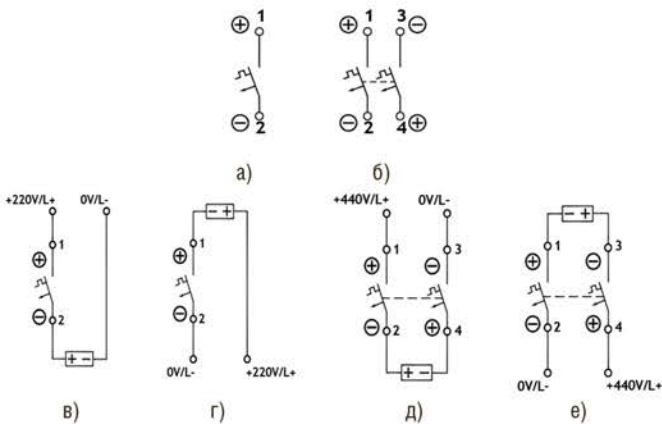 ⊕ 1 1 3 ⊖
⊖ 2 ⊖ 2 4 ⊕
а) б)
+220V/L+ 0V/L-
1
⊕
⊖ 2
+ -
в)
- +
1
⊕
⊖ 2
0V/L- +220V/L+
г)
+440V/L+ 0V/L-
1 3
⊕ ⊖
⊖ 2 ⊕ 4
+ -
д)
- +
1 3
⊕ ⊖
⊖ 2 ⊕ 4
0V/L- +440V/L+
е)